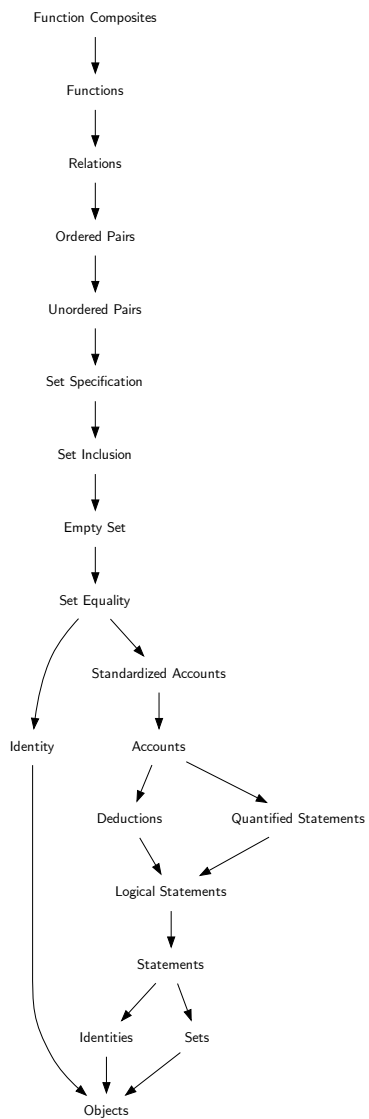 Function Composites
Functions
Relations
Ordered Pairs
Unordered Pairs
Set Specification
Set Inclusion
Empty Set
Set Equality
Standardized Accounts
Identity
Accounts
Deductions
Quantified Statements
Logical Statements
Statements
Identities
Sets
Objects